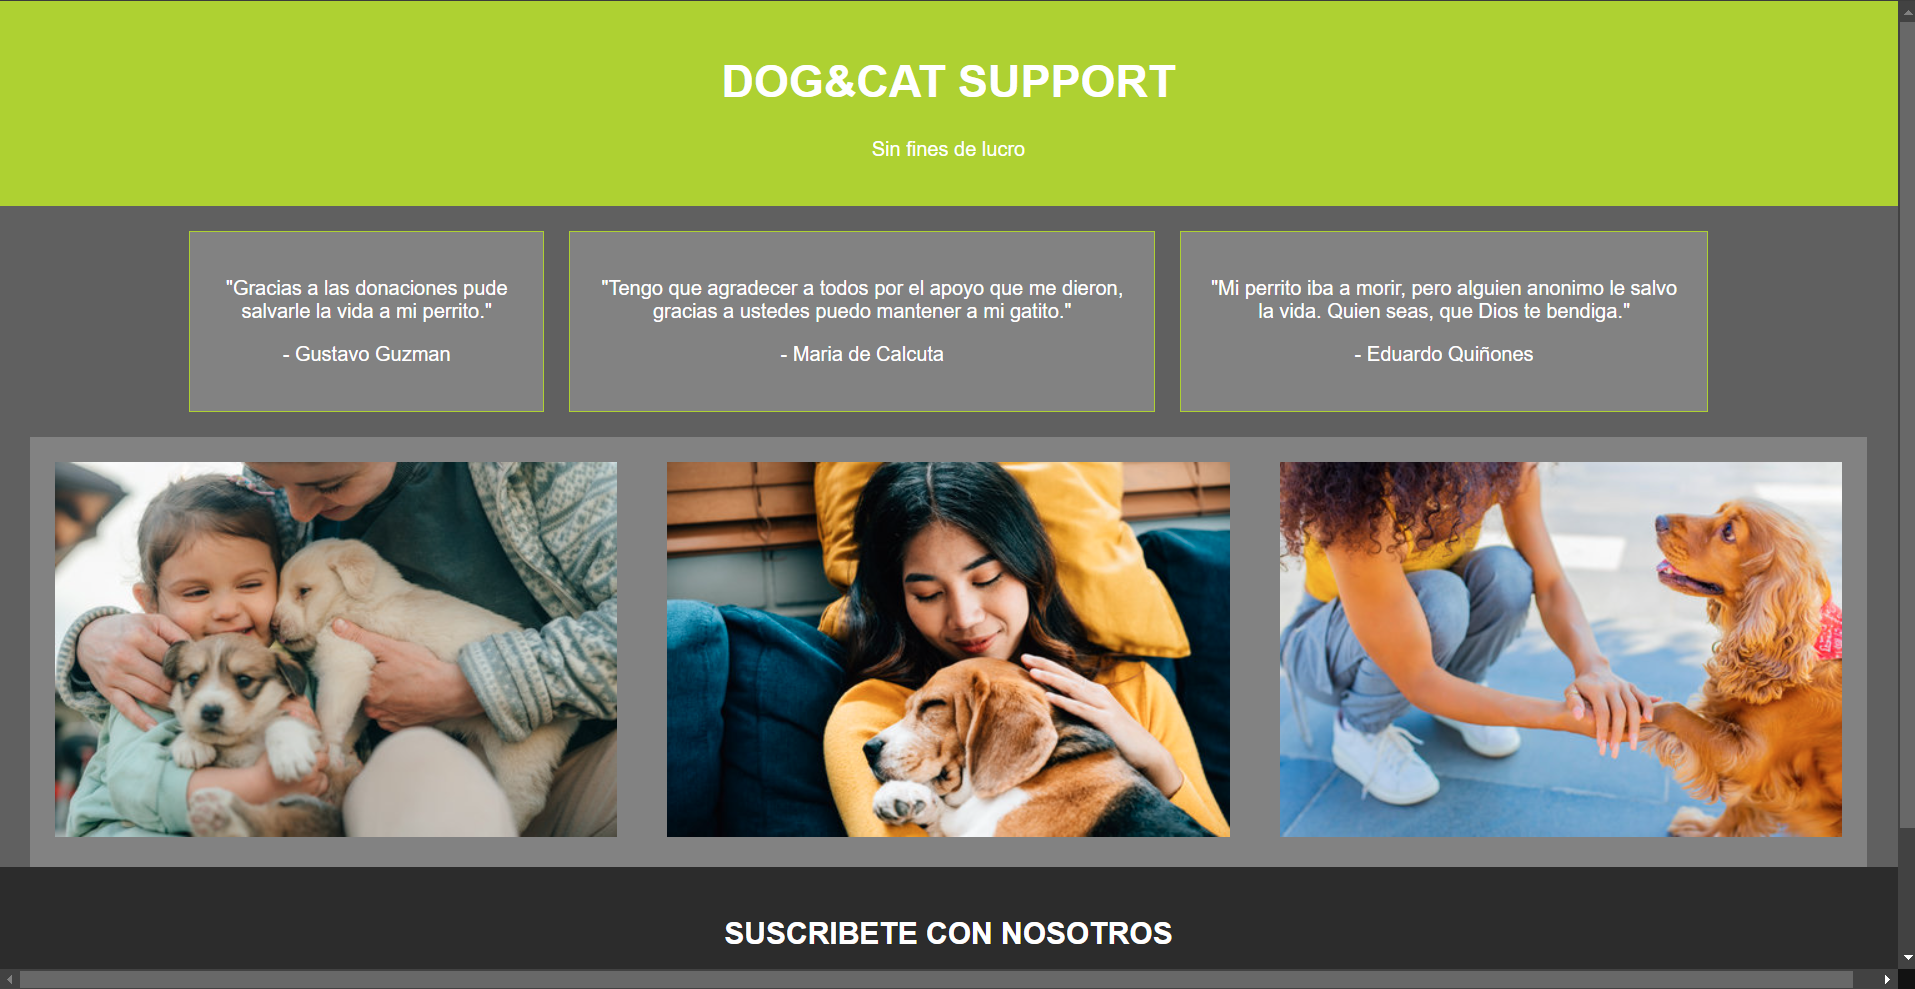 DOG&CAT SUPPORT
Sin fines de lucro
"Gracias a las donaciones pude
salvarle la vida a mi perrito."
- Gustavo Guzman
"Tengo que agradecer a todos por el apoyo que me dieron,
gracias a ustedes puedo mantener a mi gatito."
- Maria de Calcuta
"Mi perrito iba a morir, pero alguien anonimo le salvo
la vida. Quien seas, que Dios te bendiga."
- Eduardo Quiñones
SUSCRIBETE CON NOSOTROS